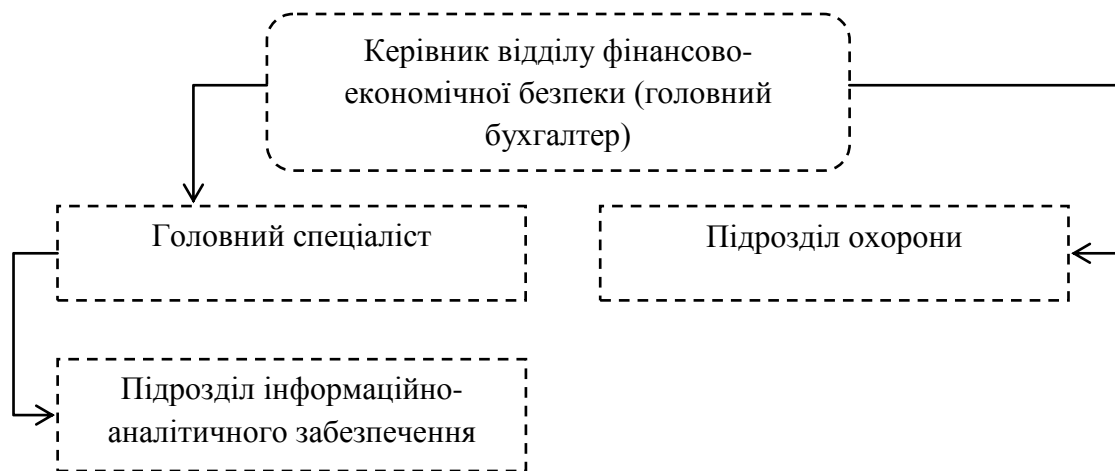 Керівник відділу фінансово-
економічної безпеки (головний
бухгалтер)
Головний спеціаліст
Підрозділ охорони
Підрозділ інформаційно-
аналітичного забезпечення